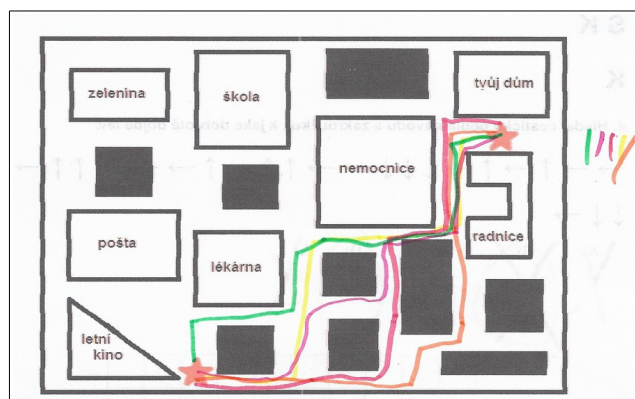 zelenina
škola
tvůj dům
nemocnice
pošta
lékárna
radnice
letní
kino